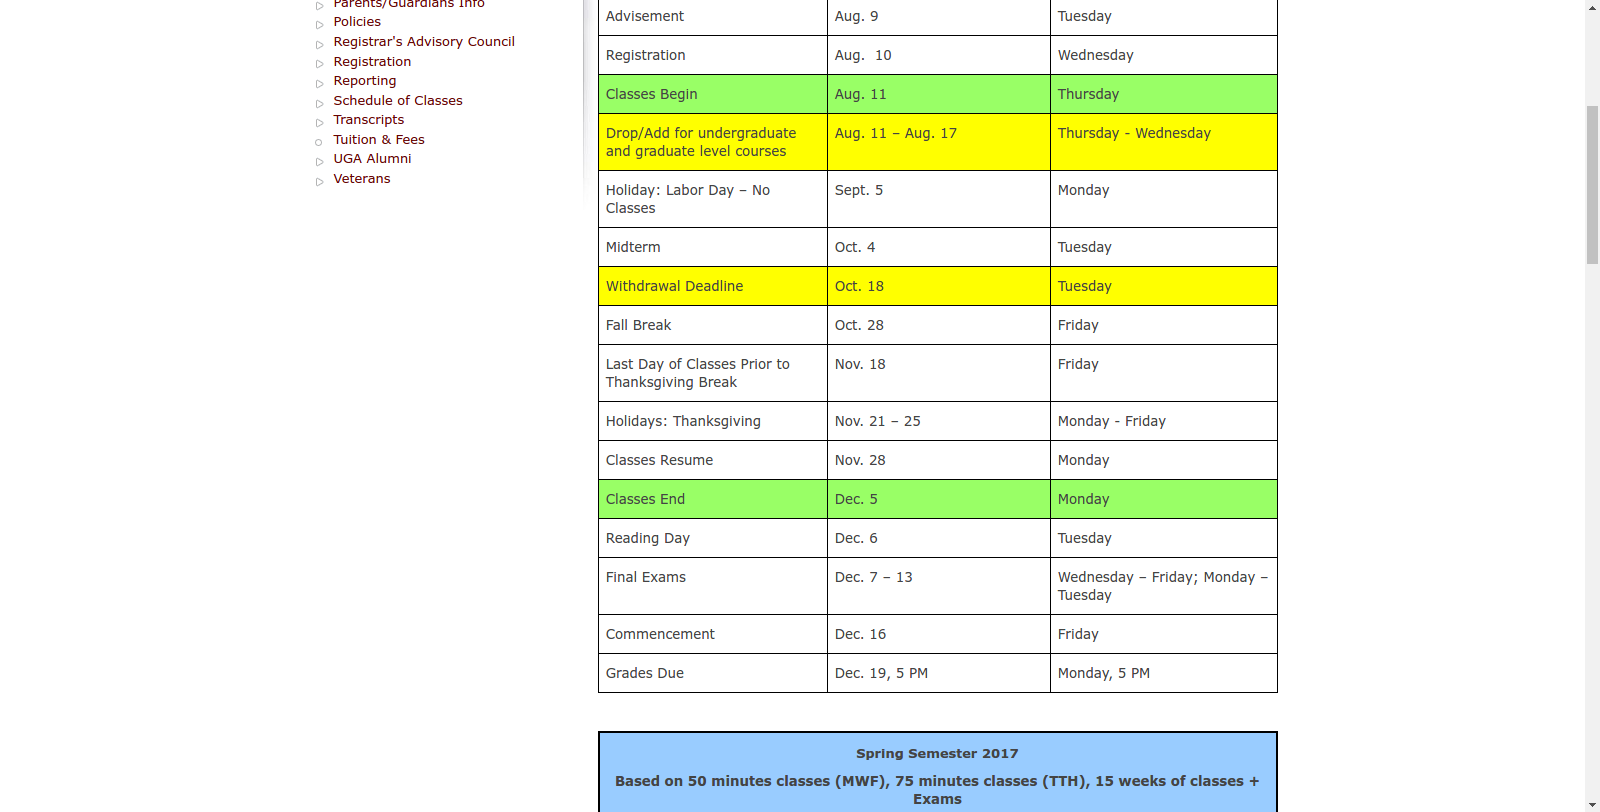 Parents/Guardians Info
Policies
Registrar's Advisory Council
Registration
Reporting
Schedule of Classes
Transcripts
Tuition & Fees
UGA Alumni
Veterans
Advisement Aug. 9 Tuesday
Registration Aug.  10 Wednesday
Classes Begin Aug. 11 Thursday
Drop/Add for undergraduate Aug. 11 – Aug. 17 Thursday - Wednesday
and graduate level courses
Holiday: Labor Day – No Sept. 5 Monday
Classes
Midterm Oct. 4 Tuesday
Withdrawal Deadline Oct. 18 Tuesday
Fall Break Oct. 28 Friday
Last Day of Classes Prior to Nov. 18 Friday
Thanksgiving Break
Holidays: Thanksgiving Nov. 21 – 25 Monday - Friday
Classes Resume Nov. 28 Monday
Classes End Dec. 5 Monday
Reading Day Dec. 6 Tuesday
Final Exams Dec. 7 – 13 Wednesday – Friday; Monday –
Tuesday
Commencement Dec. 16 Friday
Grades Due Dec. 19, 5 PM Monday, 5 PM
Spring Semester 2017
Based on 50 minutes classes (MWF), 75 minutes classes (TTH), 15 weeks of classes +
Exams